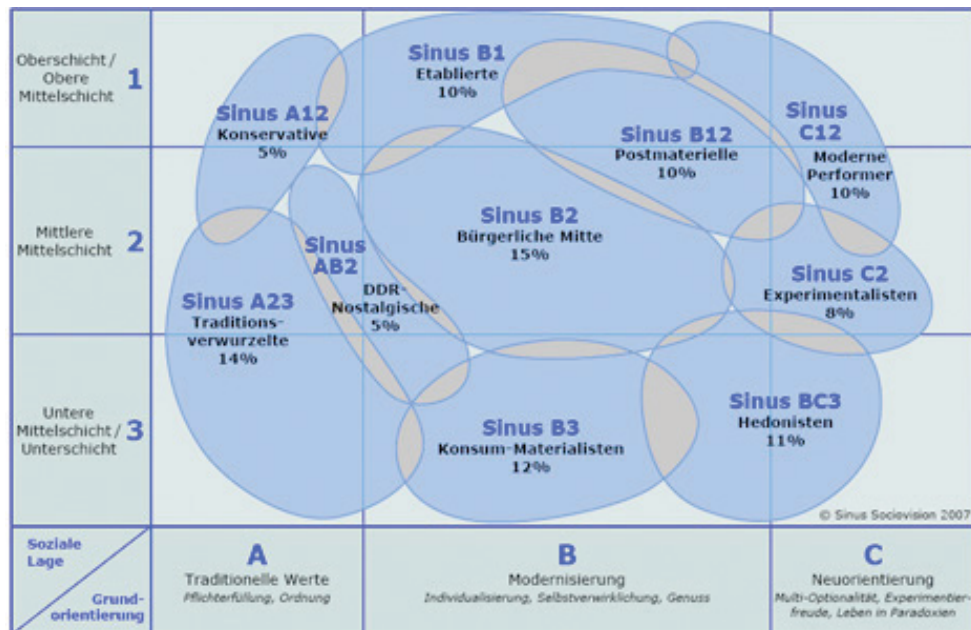 Oberschicht /
Obere
Mittelschicht
1
Sinus B1
Etablierte
10%
Sinus A12
Konservative
5%
Sinus B12
Postmaterielle
10%
Sinus
C12
Moderne
Performer
10%
Mittlere
Mittelschicht
2
Sinus
AB2
DDR-
Nostalgische
5%
Sinus B2
Bürgerliche Mitte
15%
Sinus C2
Experimentalisten
8%
Sinus A23
Traditions-
verwurzelte
14%
Untere
Mittelschicht /
Unterschicht
3
Sinus B3
Konsum-Materialisten
12%
Sinus BC3
Hedonisten
11%
© Sinus Sociovision 2007
Soziale
Lage
Grund-
orientierung
A
Traditionelle Werte
Pflichterfüllung, Ordnung
B
Modernisierung
Individualisierung, Selbstverwirklichung, Genuss
C
Neuorientierung
Multi-Optionalität, Experimentier-
freude, Leben in Paradoxien